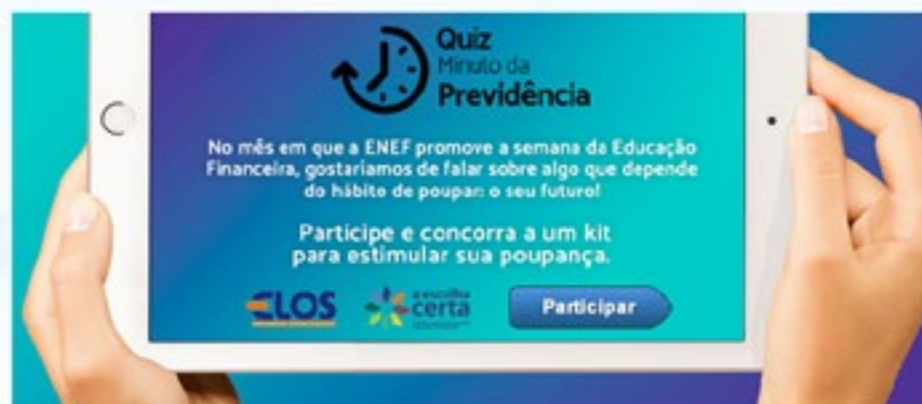 Quiz
Minuto da
Previdência
No mês em que a ENEF promove a semana da Educação
Financeira, gostaríamos de falar sobre algo que depende
do hábito de poupar: o seu futuro!
Participe e concorra a um kit
para estimular sua poupança.
ELOS
a escolha
certa
Participar